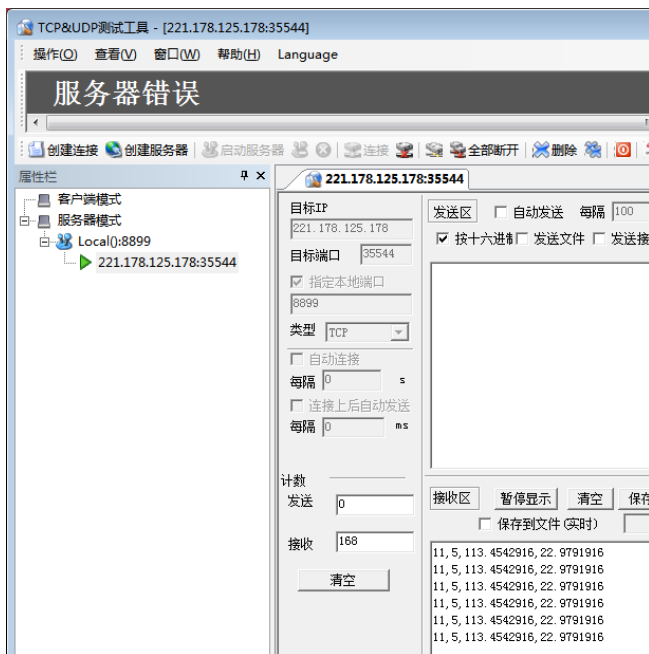 TCP&UDP测试工具 - [221.178.125.178:35544]
操作(O) 查看(V) 窗口(W) 帮助(H) Language
服务器错误
创建连接 创建服务器 启动服务器 连接 全部断开 删除
属性栏
客户端模式
服务器模式
Local():8899
221.178.125.178:35544
221.178.125.178:35544
目标IP
221.178.125.178
目标端口 35544
指定本地端口
8899
类型 TCP
自动连接
每隔 0 s
连接上后自动发送
每隔 0 ms
计数
发送 0
接收 168
清空
发送区 自动发送 每隔 100
按十六进制 发送文件 发送接
接收区 暂停显示 清空 保存
保存到文件(实时)
11,5,113.4542916,22.9791916
11,5,113.4542916,22.9791916
11,5,113.4542916,22.9791916
11,5,113.4542916,22.9791916
11,5,113.4542916,22.9791916
11,5,113.4542916,22.9791916